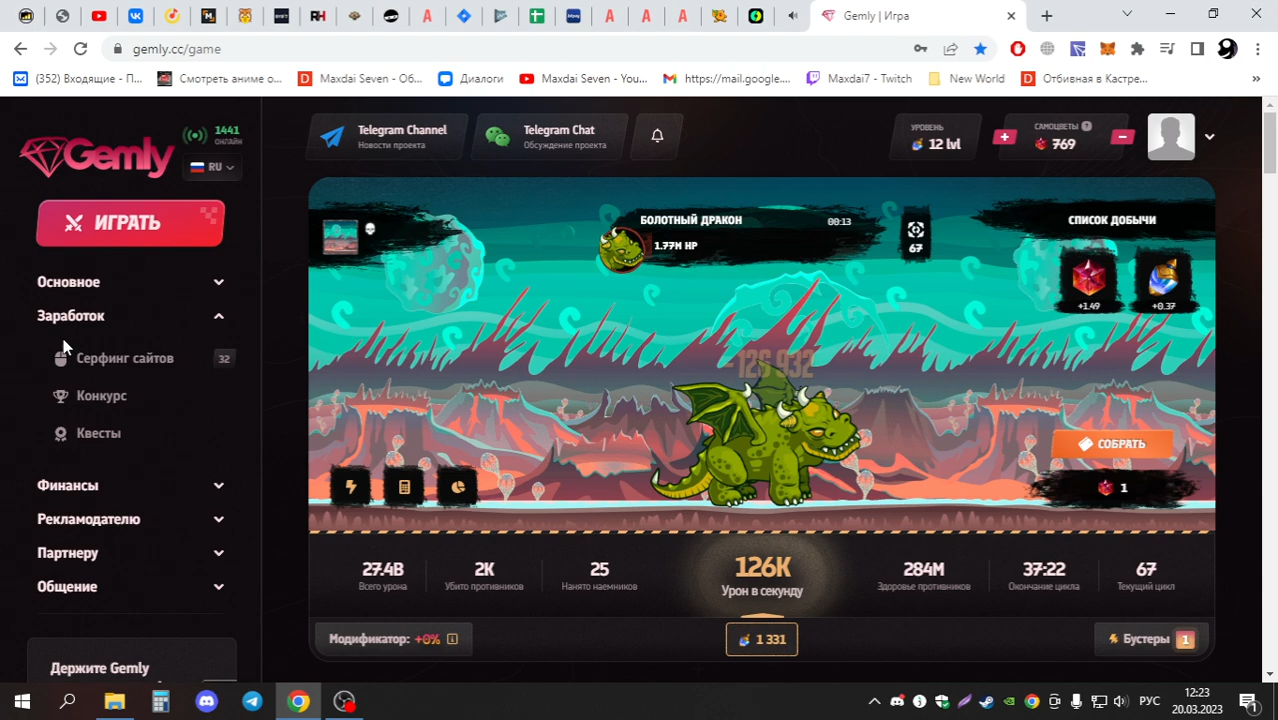 Gemly | Игра
gemly.cc/game
(352) Входящие - П...
Смотреть аниме о...
Maxdai Seven - Об...
Диалоги
Maxdai Seven - You...
https://mail.google....
Maxdai7 - Twitch
New World
Отбивная в Кастре...
»
Gemly
1441
ОНЛАЙН
RU
Telegram Channel
Новости проекта
Telegram Chat
Обсуждение проекта
УРОВЕНЬ
12 lvl
САМОЦВЕТЫ
769
ИГРАТЬ
Основное
Заработок
Серфинг сайтов 32
Конкурс
Квесты
Финансы
Рекламодателю
Партнеру
Общение
Держите Gemly
БОЛОТНЫЙ ДРАКОН 00:13
1.77M HP
67
СПИСОК ДОБЫЧИ
+1.49 +0.37
- 126 932
СОБРАТЬ
1
27.4B
Всего урона
2K
Убито противников
25
Нанято наемников
126K
Урон в секунду
284M
Здоровье противников
37:22
Окончание цикла
67
Текущий цикл
Модификатор: +0%
1 331
Бустеры 1
РУС
12:23
20.03.2023
1